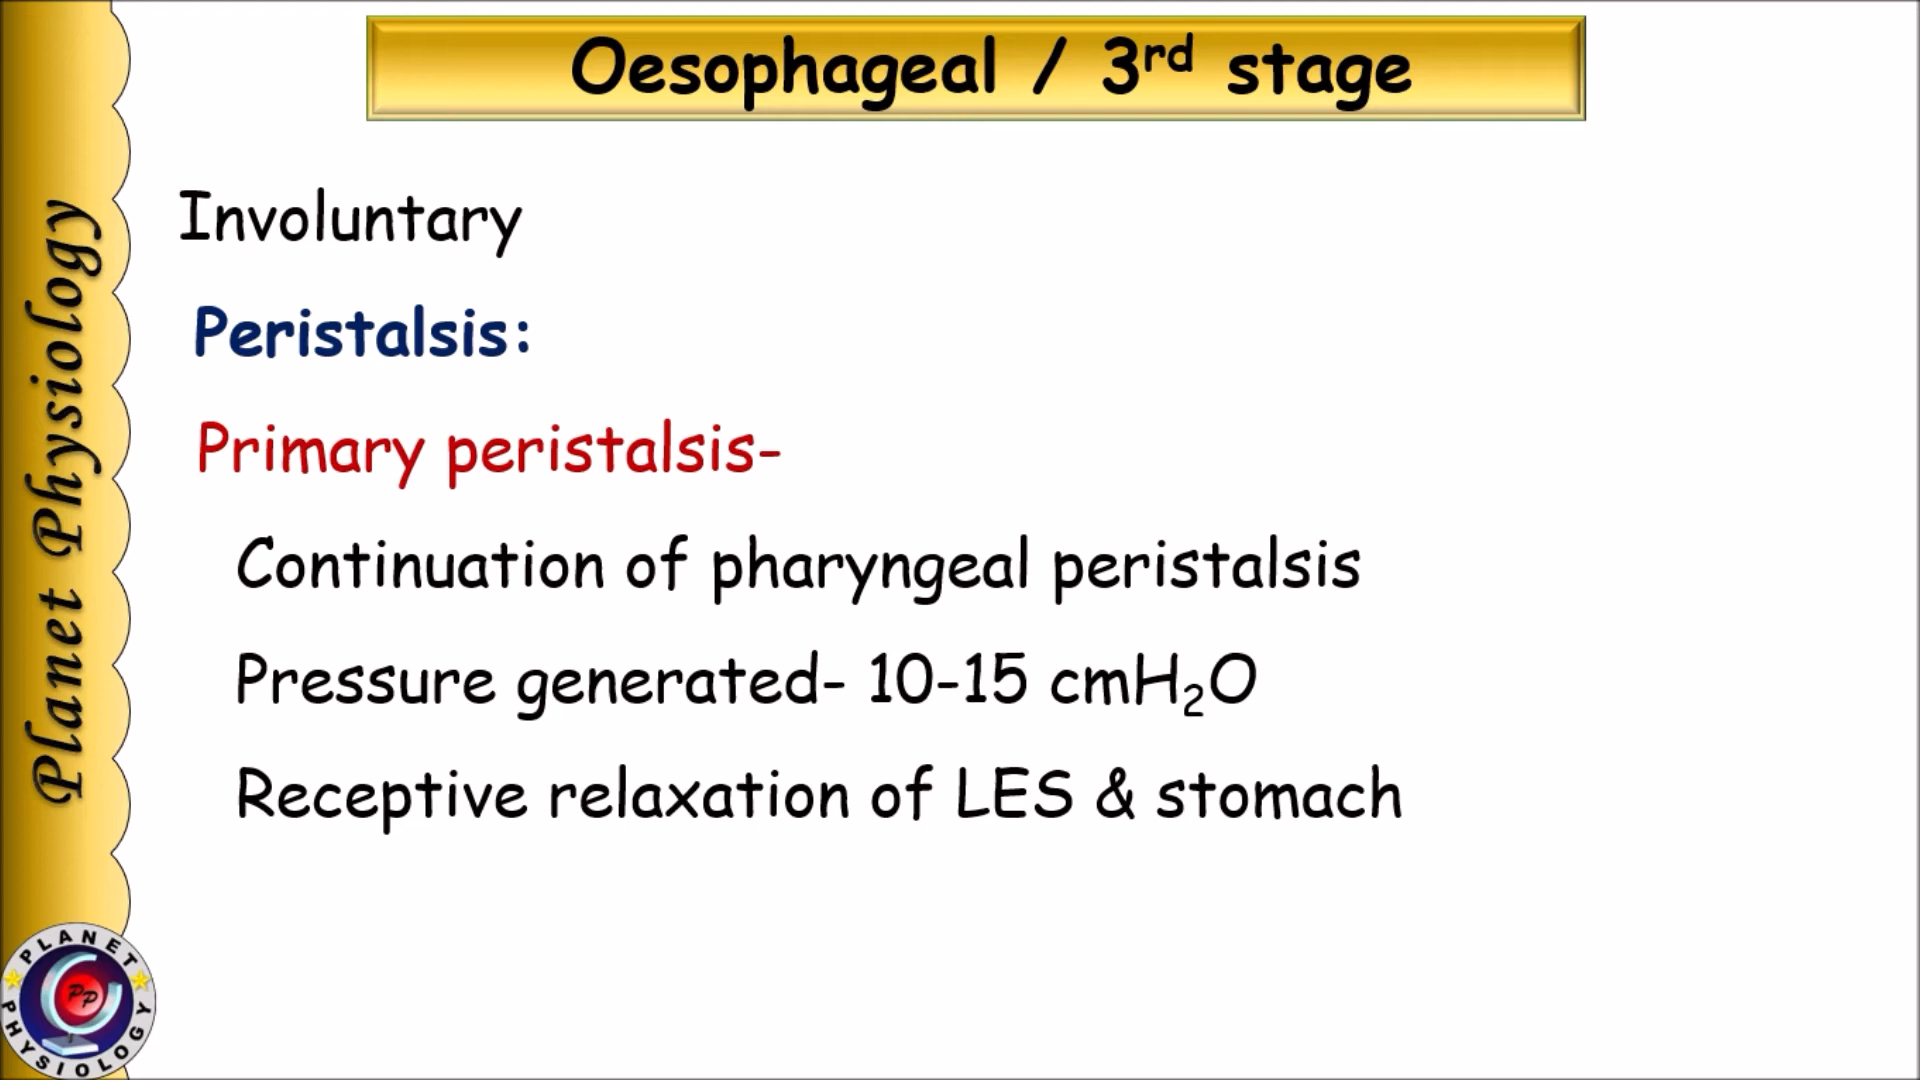 Oesophageal / 3rd stage
Involuntary
Peristalsis:
Primary peristalsis-
Continuation of pharyngeal peristalsis
Pressure generated- 10-15 cmH₂O
Receptive relaxation of LES & stomach
Planet Physiology
PLANET
PP
PHYSIOLOGY